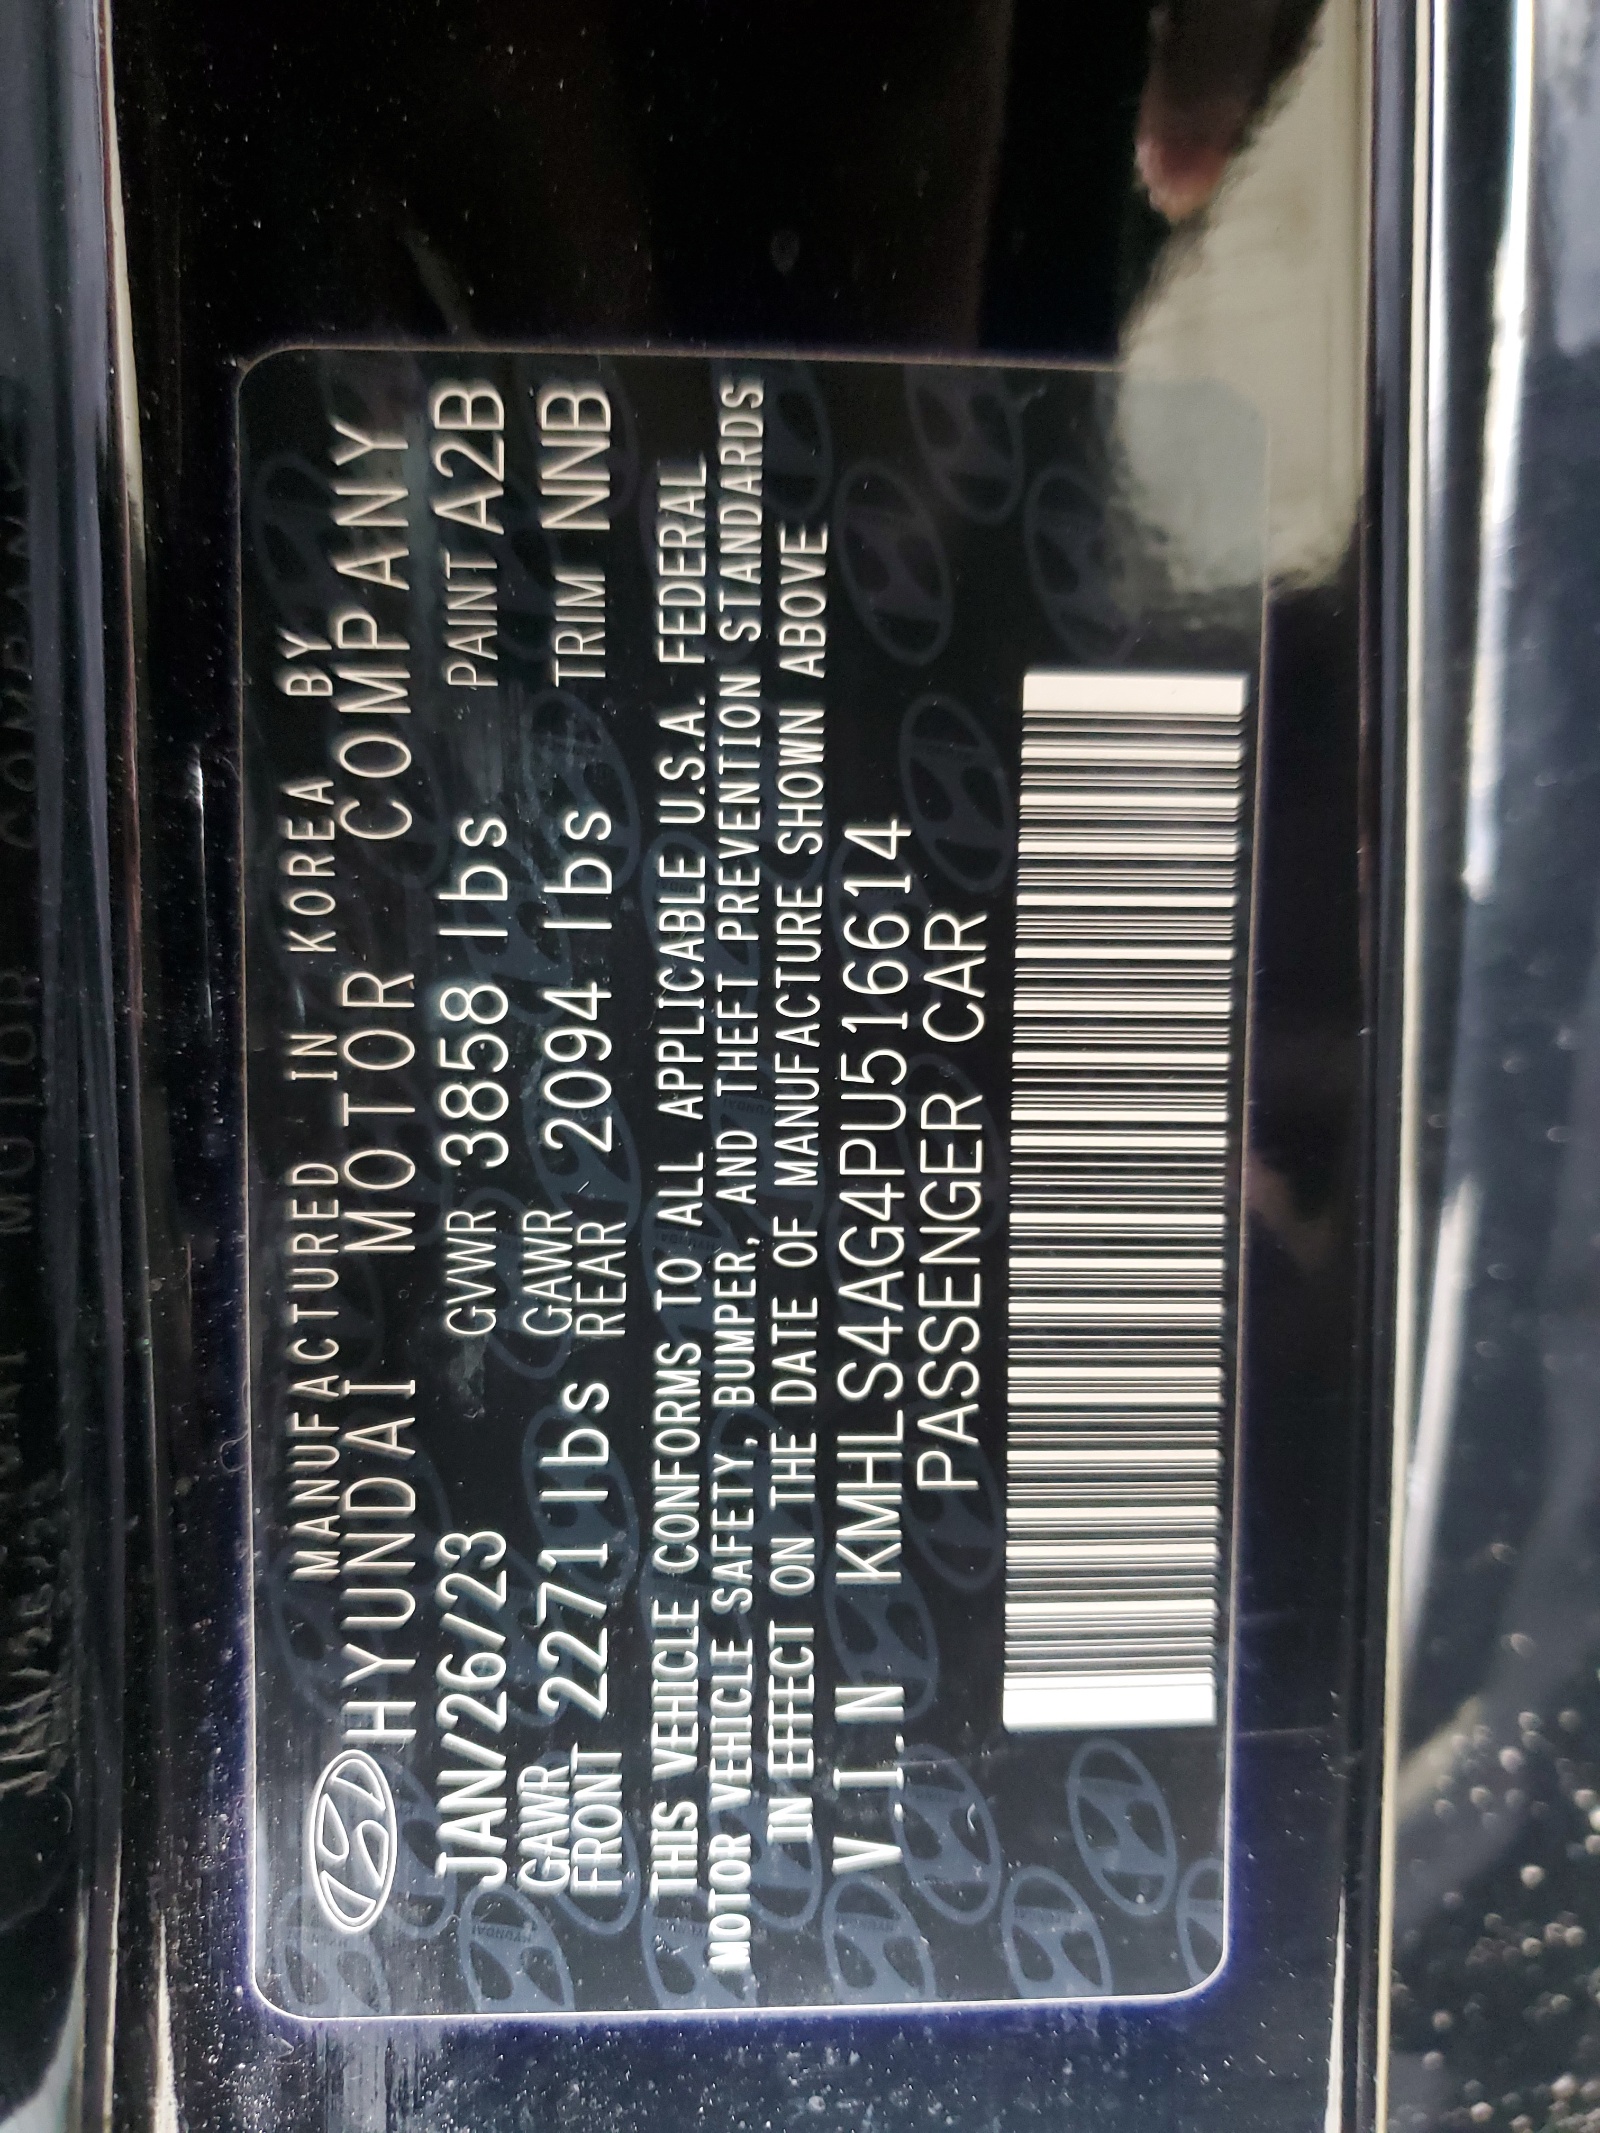 MANUFACTURED IN KOREA BY
HYUNDAI MOTOR COMPANY
JAN/26/23 GVWR 3858 lbs PAINT A2B
GAWR FRONT 2271 lbs GAWR REAR 2094 lbs TRIM NNB
THIS VEHICLE CONFORMS TO ALL APPLICABLE U.S.A. FEDERAL
MOTOR VEHICLE SAFETY, BUMPER, AND THEFT PREVENTION STANDARDS
IN EFFECT ON THE DATE OF MANUFACTURE SHOWN ABOVE
V.I.N KMHLS4AG4PU516614
PASSENGER CAR